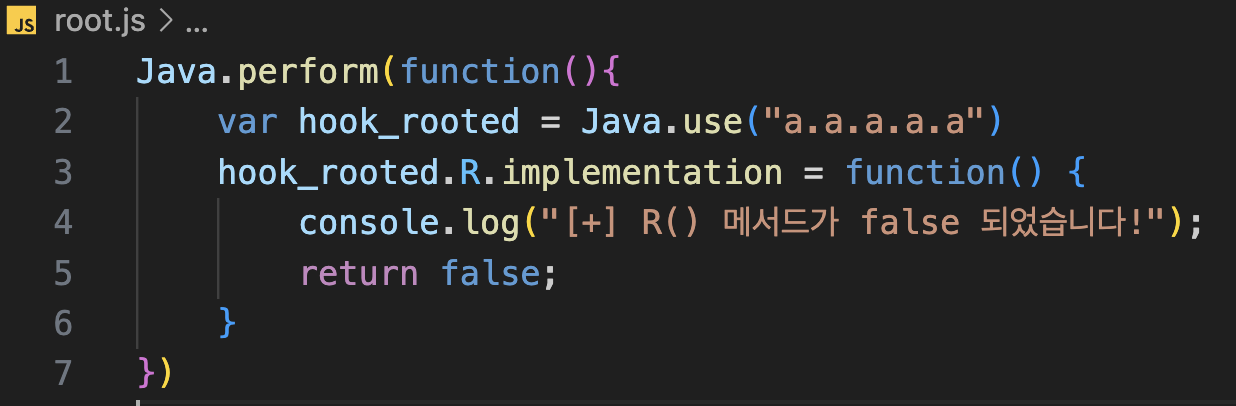 JS root.js > ...
1 Java.perform(function(){
2     var hook_rooted = Java.use("a.a.a.a.a")
3     hook_rooted.R.implementation = function() {
4         console.log("[+] R() 메서드가 false 되었습니다!");
5         return false;
6     }
7 })